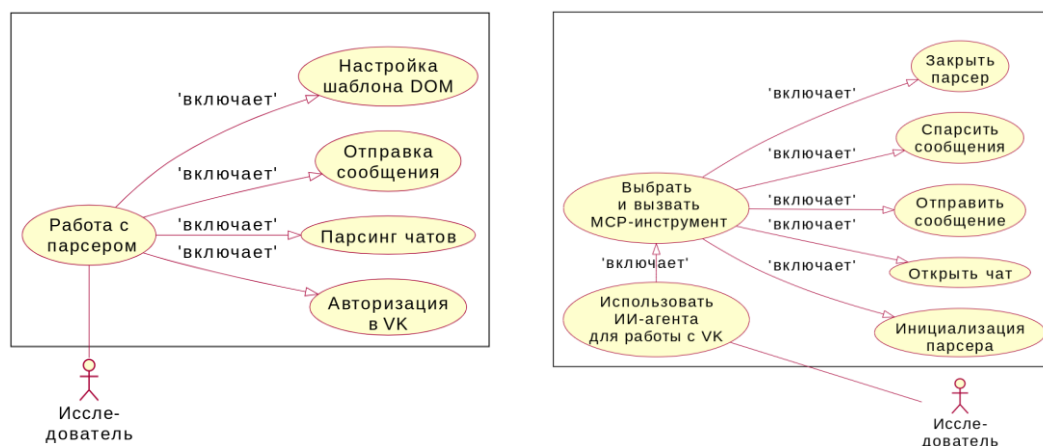 Настройка
шаблона DOM
'включает'
Отправка
сообщения
'включает'
Работа с
парсером
'включает'
Парсинг чатов
'включает'
Авторизация
в VK
Иссле-
дователь
Закрыть
парсер
'включает'
Спарсить
сообщения
'включает'
Выбрать
и вызвать
MCP-инструмент
'включает'
Отправить
сообщение
'включает'
Открыть чат
'включает'
'включает'
Использовать
ИИ-агента
для работы с VK
Инициализация
парсера
Иссле-
дователь